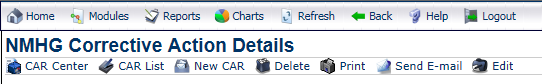 Home Modules Reports Charts Refresh Back Help Logout
NMHG Corrective Action Details
CAR Center CAR List New CAR Delete Print Send E-mail Edit